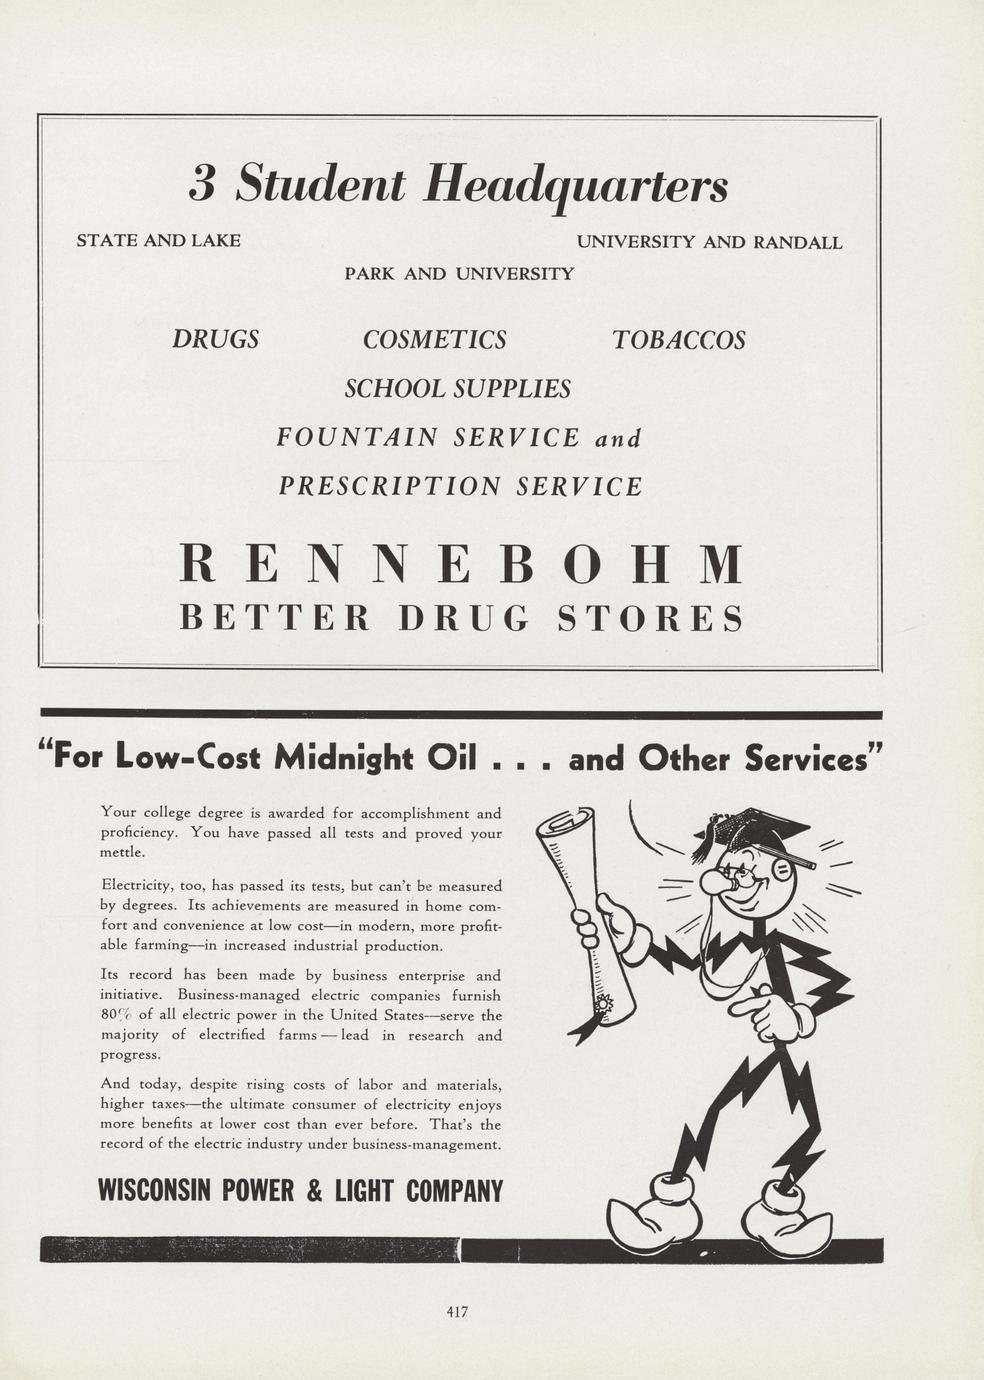 3 Student Headquarters
STATE AND LAKE UNIVERSITY AND RANDALL
PARK AND UNIVERSITY
DRUGS COSMETICS TOBACCOS
SCHOOL SUPPLIES
FOUNTAIN SERVICE and
PRESCRIPTION SERVICE
RENNEBOHM
BETTER DRUG STORES
“For Low-Cost Midnight Oil . . . and Other Services”
Your college degree is awarded for accomplishment and
proficiency. You have passed all tests and proved your
mettle.
Electricity, too, has passed its tests, but can't be measured
by degrees. Its achievements are measured in home com-
fort and convenience at low cost—in modern, more profit-
able farming—in increased industrial production.
Its record has been made by business enterprise and
initiative. Business-managed electric companies furnish
80% of all electric power in the United States—serve the
majority of electrified farms — lead in research and
progress.
And today, despite rising costs of labor and materials,
higher taxes—the ultimate consumer of electricity enjoys
more benefits at lower cost than ever before. That's the
record of the electric industry under business-management.
WISCONSIN POWER & LIGHT COMPANY
417